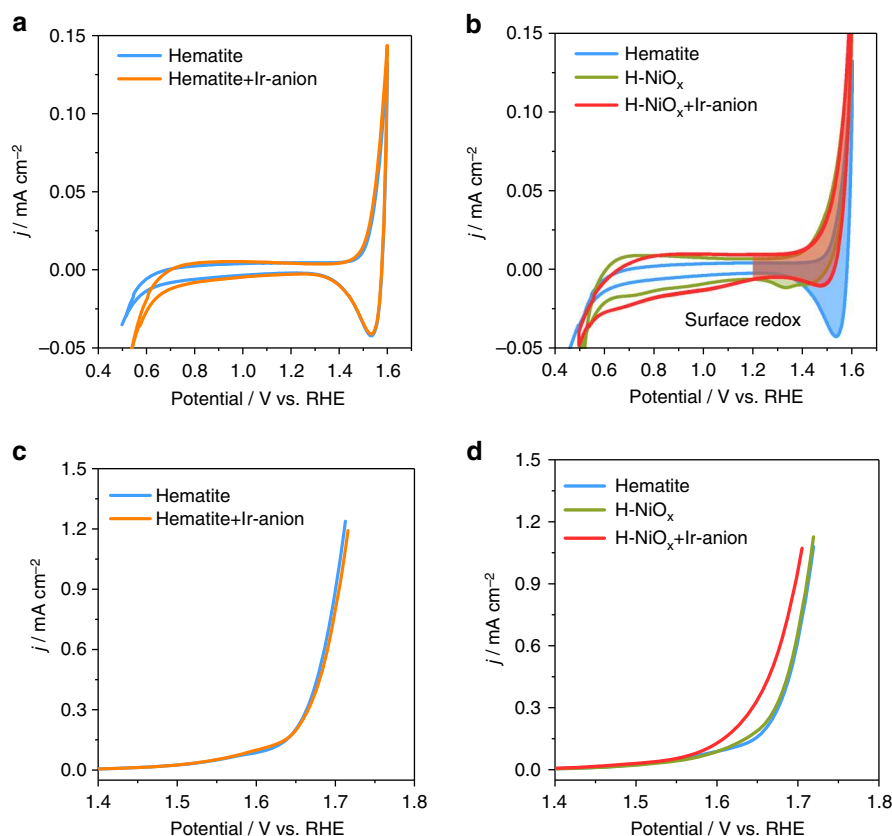 a
0.15
0.10
0.05
0.00
−0.05
j / mA cm−2
Hematite
Hematite+Ir-anion
0.4 0.6 0.8 1.0 1.2 1.4 1.6
Potential / V vs. RHE
b
0.15
0.10
0.05
0.00
−0.05
j / mA cm−2
Hematite
H-NiOx
H-NiOx+Ir-anion
Surface redox
0.4 0.6 0.8 1.0 1.2 1.4 1.6
Potential / V vs. RHE
c
1.5
1.2
0.9
0.6
0.3
0.0
j / mA cm−2
Hematite
Hematite+Ir-anion
1.4 1.5 1.6 1.7 1.8
Potential / V vs. RHE
d
1.5
1.2
0.9
0.6
0.3
0.0
j / mA cm−2
Hematite
H-NiOx
H-NiOx+Ir-anion
1.4 1.5 1.6 1.7 1.8
Potential / V vs. RHE